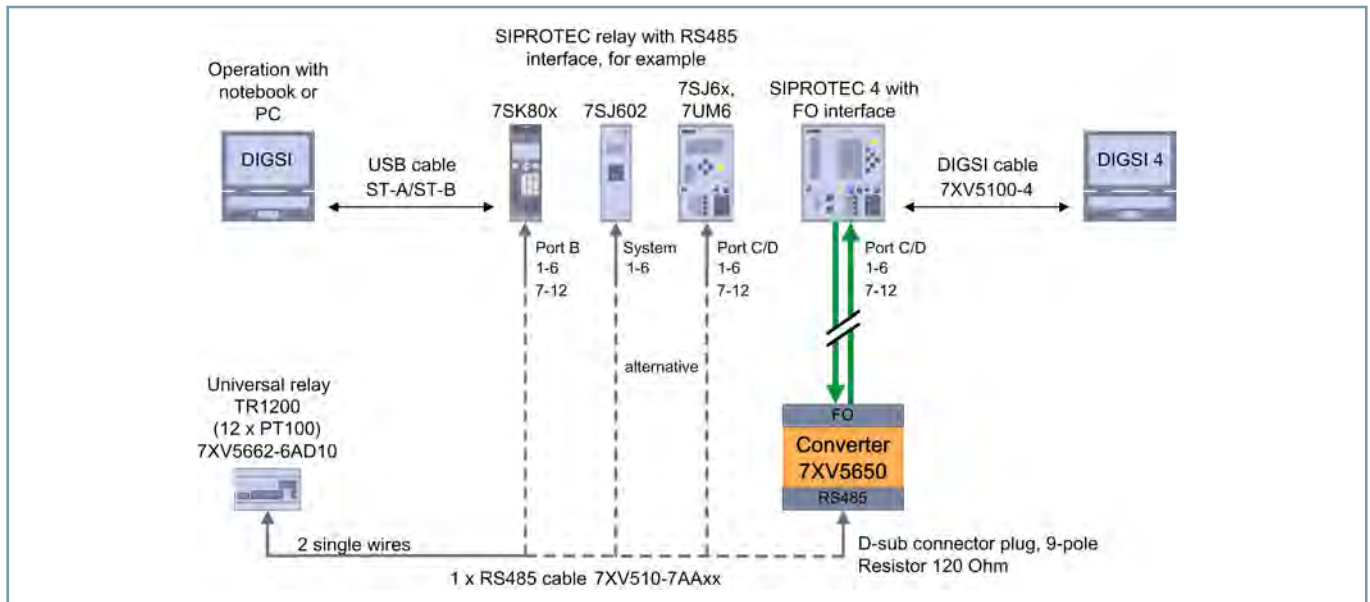 SIPROTEC relay with RS485
interface, for example
Operation with
notebook or
PC
7SK80x
7SJ602
7SJ6x,
7UM6
SIPROTEC 4 with
FO interface
DIGSI
USB cable
ST-A/ST-B
DIGSI cable
7XV5100-4
DIGSI 4
Port B
1-6
7-12
System
1-6
Port C/D
1-6
7-12
Port C/D
1-6
7-12
alternative
Universal relay
TR1200
(12 x PT100)
7XV5662-6AD10
FO
Converter
7XV5650
RS485
2 single wires
D-sub connector plug, 9-pole
Resistor 120 Ohm
1 x RS485 cable 7XV510-7AAxx